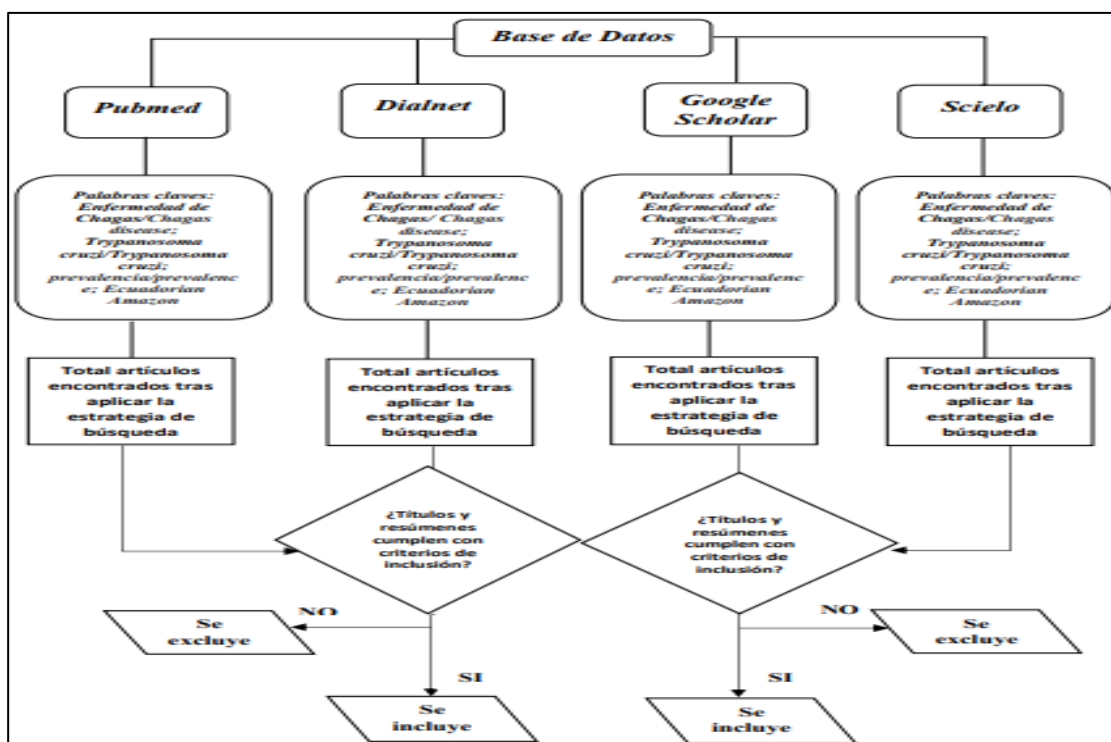 Base de Datos
Pubmed
Dialnet
Google
Scholar
Scielo
Palabras claves:
Enfermedad de
Chagas/Chagas
disease;
Trypanosoma
cruzi/Trypanosoma
cruzi;
prevalencia/prevalenc
e; Ecuadorian
Amazon
Palabras claves:
Enfermedad de
Chagas/ Chagas
disease;
Trypanosoma
cruzi/Trypanosoma
cruzi;
prevalencia/prevalenc
e; Ecuadorian
Amazon
Palabras claves:
Enfermedad de
Chagas/Chagas
disease;
Trypanosoma
cruzi/Trypanosoma
cruzi;
prevalencia/prevalenc
e; Ecuadorian
Amazon
Palabras claves:
Enfermedad de
Chagas/Chagas
disease;
Trypanosoma
cruzi/Trypanosoma
cruzi;
prevalencia/prevalenc
e; Ecuadorian
Amazon
Total artículos
encontrados tras
aplicar la
estrategia de
búsqueda
Total artículos
encontrados tras
aplicar la
estrategia de
búsqueda
Total artículos
encontrados tras
aplicar la
estrategia de
búsqueda
Total artículos
encontrados tras
aplicar la
estrategia de
búsqueda
¿Títulos y
resúmenes
cumplen con
criterios de
inclusión?
¿Títulos y
resúmenes
cumplen con
criterios de
inclusión?
NO
Se
excluye
NO
Se
excluye
SI
Se
incluye
SI
Se
incluye